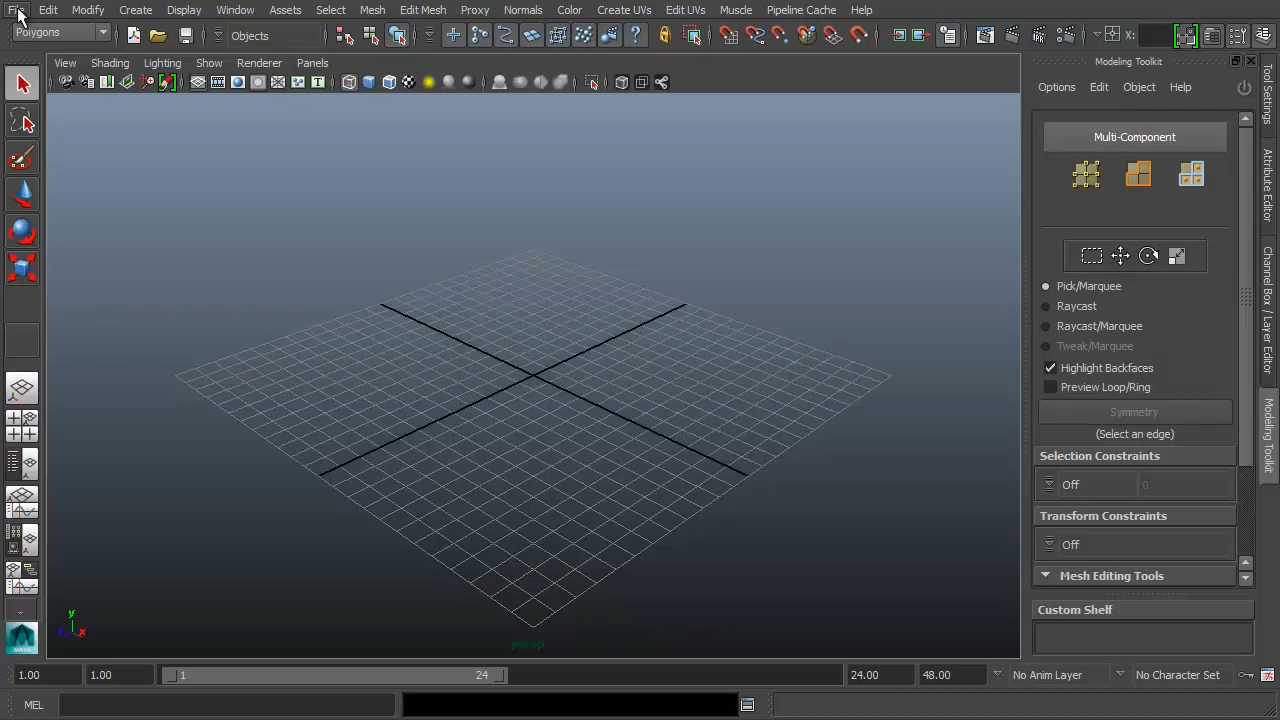 File Edit Modify Create Display Window Assets Select Mesh Edit Mesh Proxy Normals Color Create UVs Edit UVs Muscle Pipeline Cache Help
Polygons Objects X:
View Shading Lighting Show Renderer Panels
Modeling Toolkit
Options Edit Object Help
Multi-Component
Pick/Marquee
Raycast
Raycast/Marquee
Tweak/Marquee
Highlight Backfaces
Preview Loop/Ring
Symmetry
(Select an edge)
Selection Constraints
Off 0
Transform Constraints
Off
Mesh Editing Tools
Custom Shelf
Tool Settings
Attribute Editor
Channel Box / Layer Editor
Modeling Toolkit
y
x
persp
1.00 1.00 1 24 24.00 48.00 No Anim Layer No Character Set
MEL